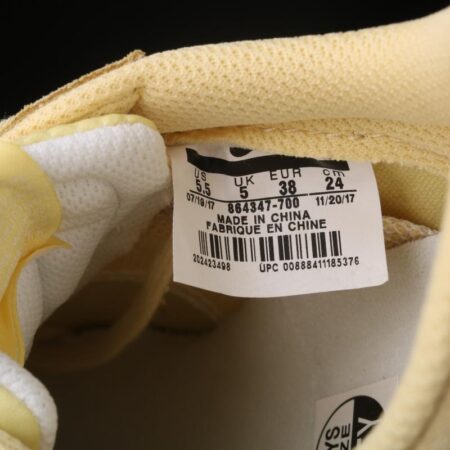 US UK EUR cm
5.5 5 38 24
07/19/17 864347-700 11/20/17
MADE IN CHINA
FABRIQUE EN CHINE
202423498 UPC 00888411185376